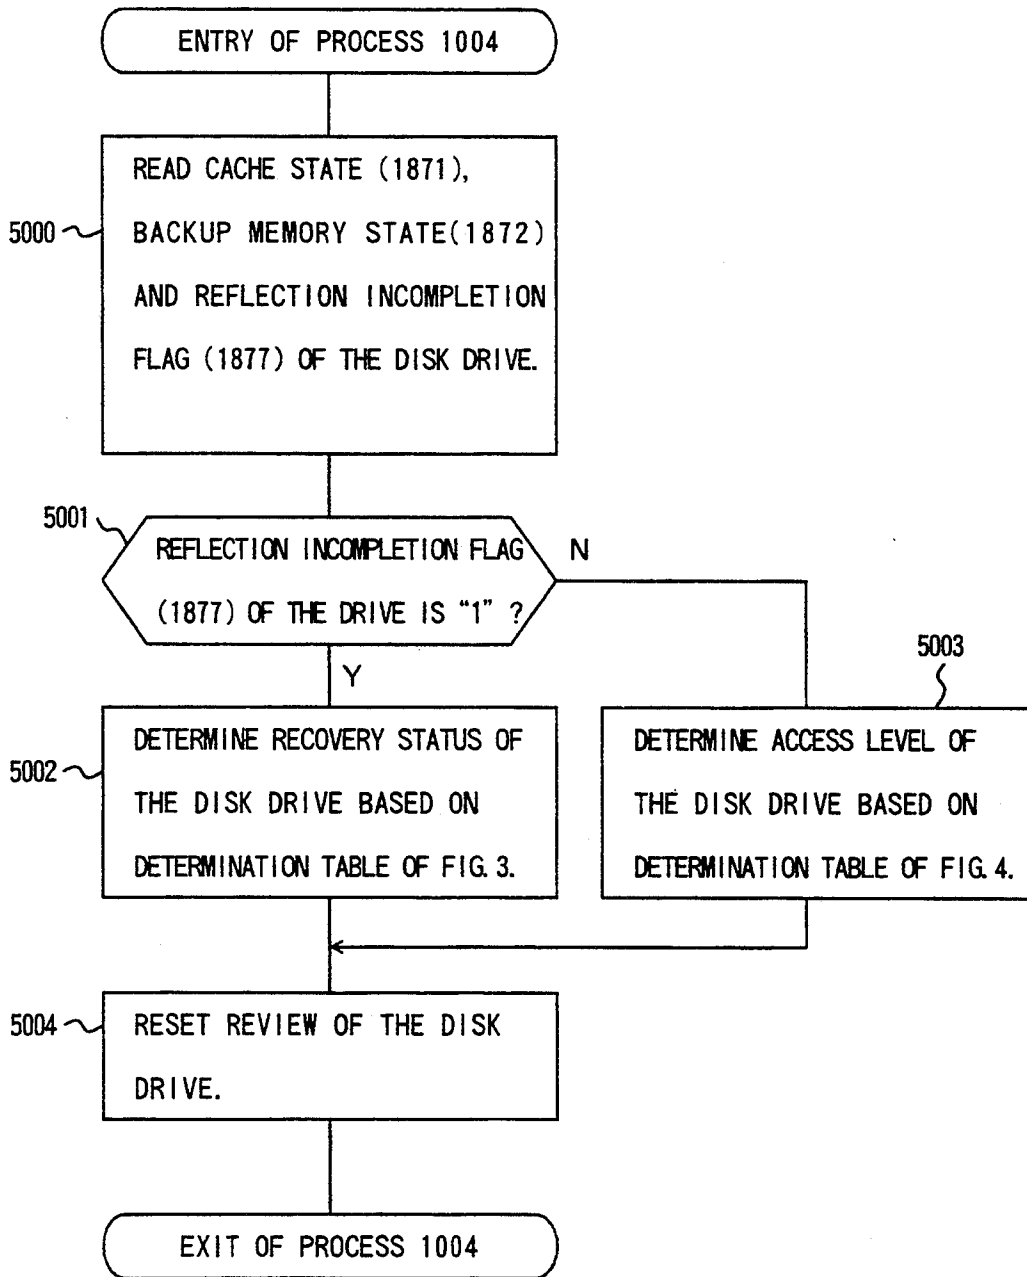 ENTRY OF PROCESS 1004
READ CACHE STATE (1871),
5000
BACKUP MEMORY STATE(1872)
AND REFLECTION INCOMPLETION
FLAG (1877) OF THE DISK DRIVE.
5001
REFLECTION INCOMPLETION FLAG
N
(1877) OF THE DRIVE IS "1" ?
Y
5003
5002
DETERMINE RECOVERY STATUS OF
THE DISK DRIVE BASED ON
DETERMINATION TABLE OF FIG. 3.
DETERMINE ACCESS LEVEL OF
THE DISK DRIVE BASED ON
DETERMINATION TABLE OF FIG. 4.
5004
RESET REVIEW OF THE DISK
DRIVE.
EXIT OF PROCESS 1004